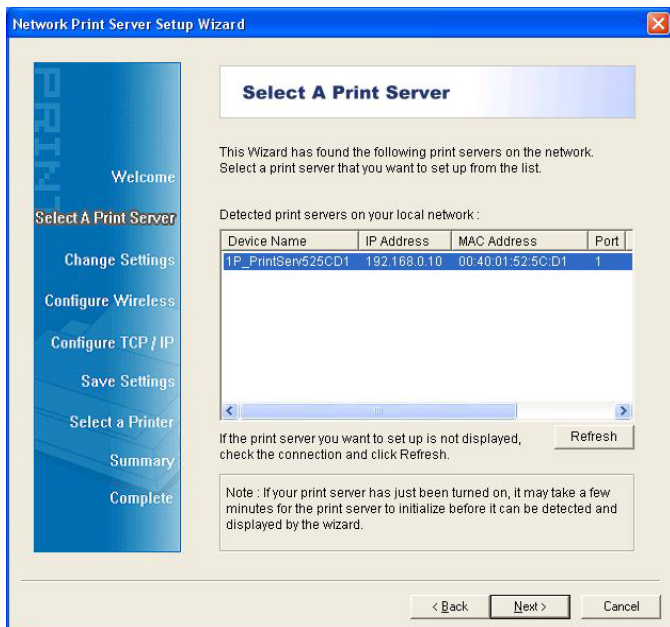 Network Print Server Setup Wizard
PRINT
Welcome
Select A Print Server
Change Settings
Configure Wireless
Configure TCP / IP
Save Settings
Select a Printer
Summary
Complete
Select A Print Server
This Wizard has found the following print servers on the network.
Select a print server that you want to set up from the list.
Detected print servers on your local network :
Device Name IP Address MAC Address Port
1P_PrintServ525CD1 192.168.0.10 00:40:01:52:5C:D1 1
If the print server you want to set up is not displayed,
check the connection and click Refresh.
Refresh
Note : If your print server has just been turned on, it may take a few
minutes for the print server to initialize before it can be detected and
displayed by the wizard.
< Back
Next >
Cancel